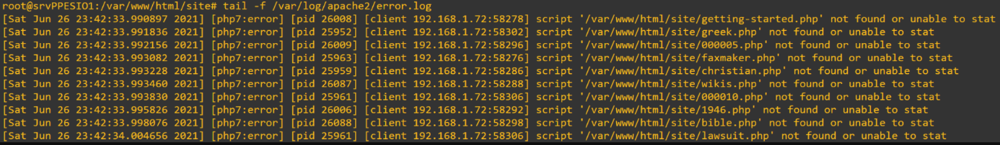 root@srvPPESIO1:/var/www/html/site# tail -f /var/log/apache2/error.log
[Sat Jun 26 23:42:33.990897 2021] [php7:error] [pid 26008] [client 192.168.1.72:58278] script '/var/www/html/site/getting-started.php' not found or unable to stat
[Sat Jun 26 23:42:33.991836 2021] [php7:error] [pid 25952] [client 192.168.1.72:58302] script '/var/www/html/site/greek.php' not found or unable to stat
[Sat Jun 26 23:42:33.992156 2021] [php7:error] [pid 26009] [client 192.168.1.72:58296] script '/var/www/html/site/000005.php' not found or unable to stat
[Sat Jun 26 23:42:33.993082 2021] [php7:error] [pid 25963] [client 192.168.1.72:58276] script '/var/www/html/site/faxmaker.php' not found or unable to stat
[Sat Jun 26 23:42:33.993228 2021] [php7:error] [pid 25959] [client 192.168.1.72:58286] script '/var/www/html/site/christian.php' not found or unable to stat
[Sat Jun 26 23:42:33.993460 2021] [php7:error] [pid 26087] [client 192.168.1.72:58288] script '/var/www/html/site/wikis.php' not found or unable to stat
[Sat Jun 26 23:42:33.993830 2021] [php7:error] [pid 25961] [client 192.168.1.72:58306] script '/var/www/html/site/000010.php' not found or unable to stat
[Sat Jun 26 23:42:33.995826 2021] [php7:error] [pid 26006] [client 192.168.1.72:58292] script '/var/www/html/site/1946.php' not found or unable to stat
[Sat Jun 26 23:42:33.998076 2021] [php7:error] [pid 26088] [client 192.168.1.72:58298] script '/var/www/html/site/bible.php' not found or unable to stat
[Sat Jun 26 23:42:34.004656 2021] [php7:error] [pid 25961] [client 192.168.1.72:58306] script '/var/www/html/site/lawsuit.php' not found or unable to stat